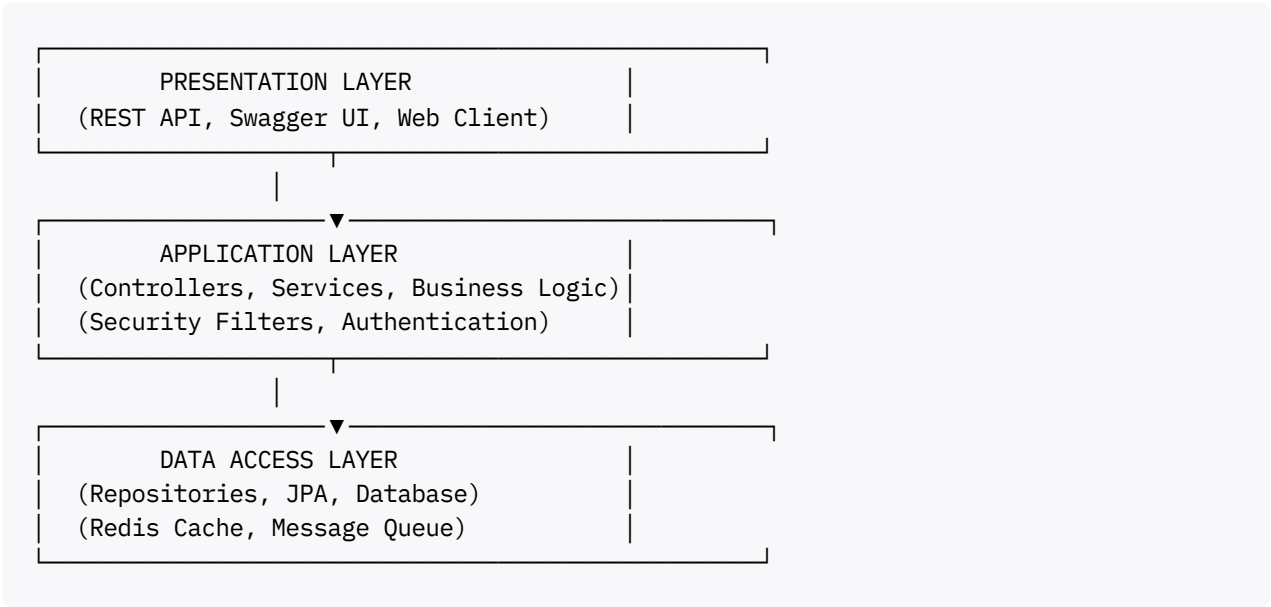 PRESENTATION LAYER
(REST API, Swagger UI, Web Client)
APPLICATION LAYER
(Controllers, Services, Business Logic)
(Security Filters, Authentication)
DATA ACCESS LAYER
(Repositories, JPA, Database)
(Redis Cache, Message Queue)